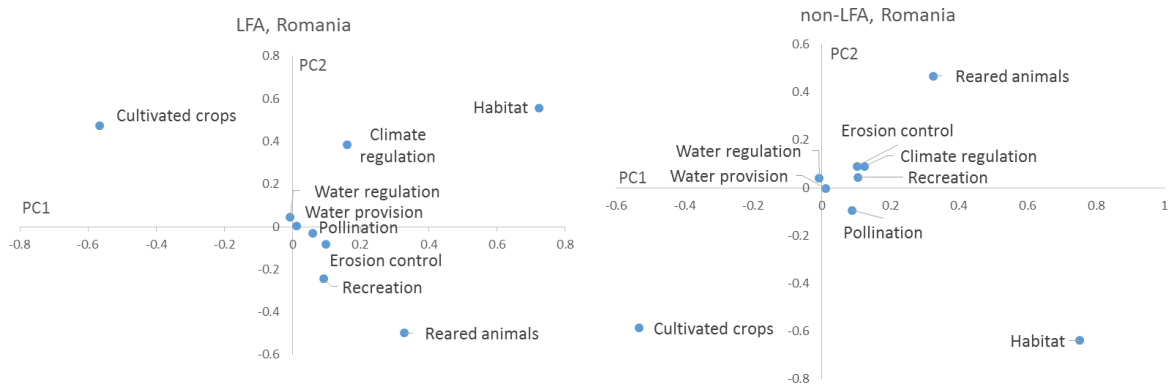 LFA, Romania
0.8
PC2
0.6
Habitat
Cultivated crops
0.4
Climate
regulation
0.2
Water regulation
PC1
Water provision
0
Pollination
-0.8
-0.6
-0.4
-0.2
0
0.2
0.4
0.6
0.8
Erosion control
-0.2
Recreation
-0.4
Reared animals
-0.6
non-LFA, Romania
0.6
PC2
Reared animals
0.4
0.2
Erosion control
Water regulation
Climate regulation
PC1
Water provision
Recreation
0
-0.6
-0.4
-0.2
0
0.2
0.4
0.6
0.8
1
-0.2
Pollination
-0.4
-0.6
Cultivated crops
Habitat
-0.8